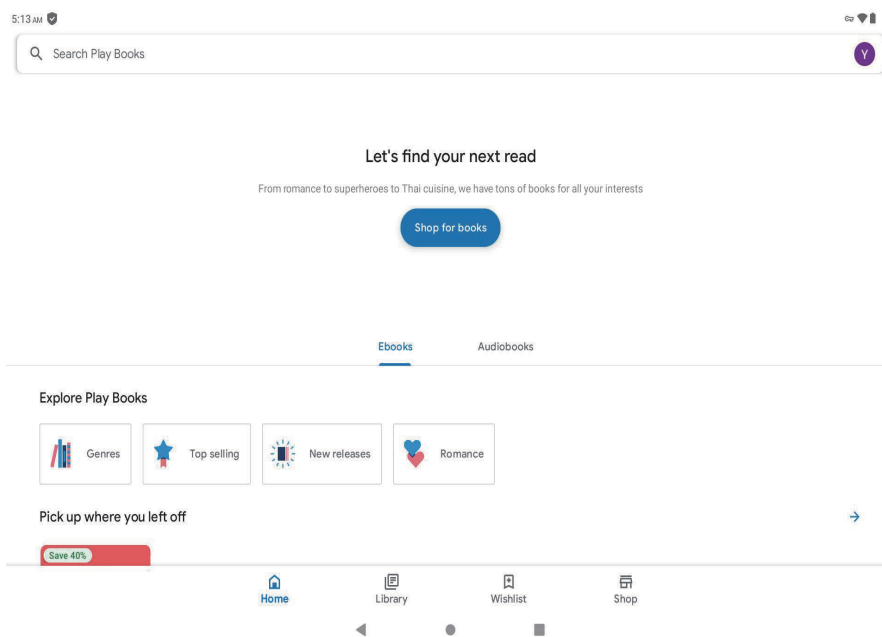 5:13 AM
Search Play Books
Y
Let's find your next read
From romance to superheroes to Thai cuisine, we have tons of books for all your interests
Shop for books
Ebooks Audiobooks
Explore Play Books
Genres Top selling New releases Romance
Pick up where you left off
Save 40%
Home Library Wishlist Shop